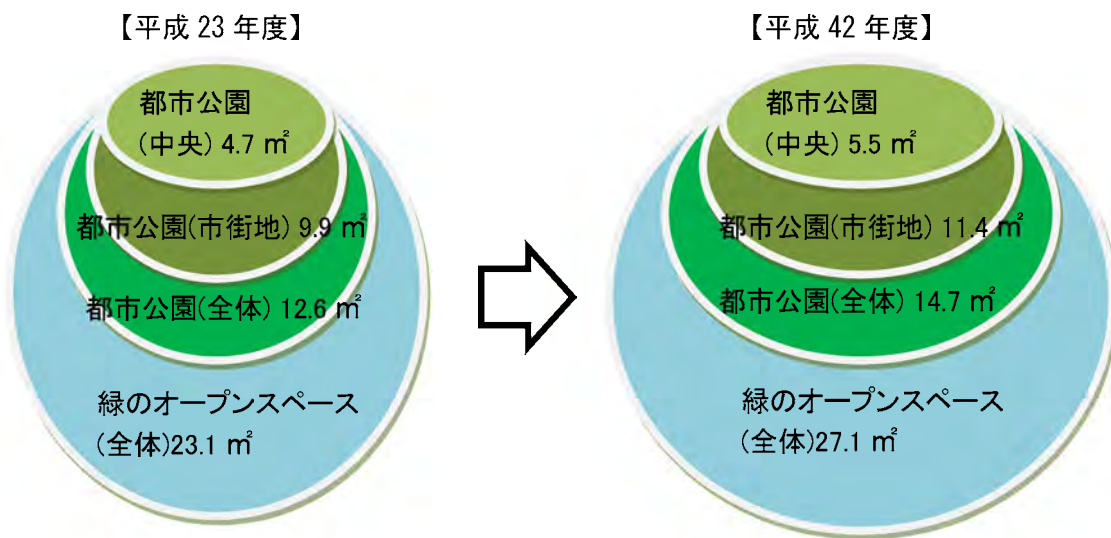 【平成 23 年度】
都市公園
(中央) 4.7 ㎡
都市公園(市街地) 9.9 ㎡
都市公園(全体) 12.6 ㎡
緑のオープンスペース
(全体)23.1 ㎡
【平成 42 年度】
都市公園
(中央) 5.5 ㎡
都市公園(市街地) 11.4 ㎡
都市公園(全体) 14.7 ㎡
緑のオープンスペース
(全体)27.1 ㎡